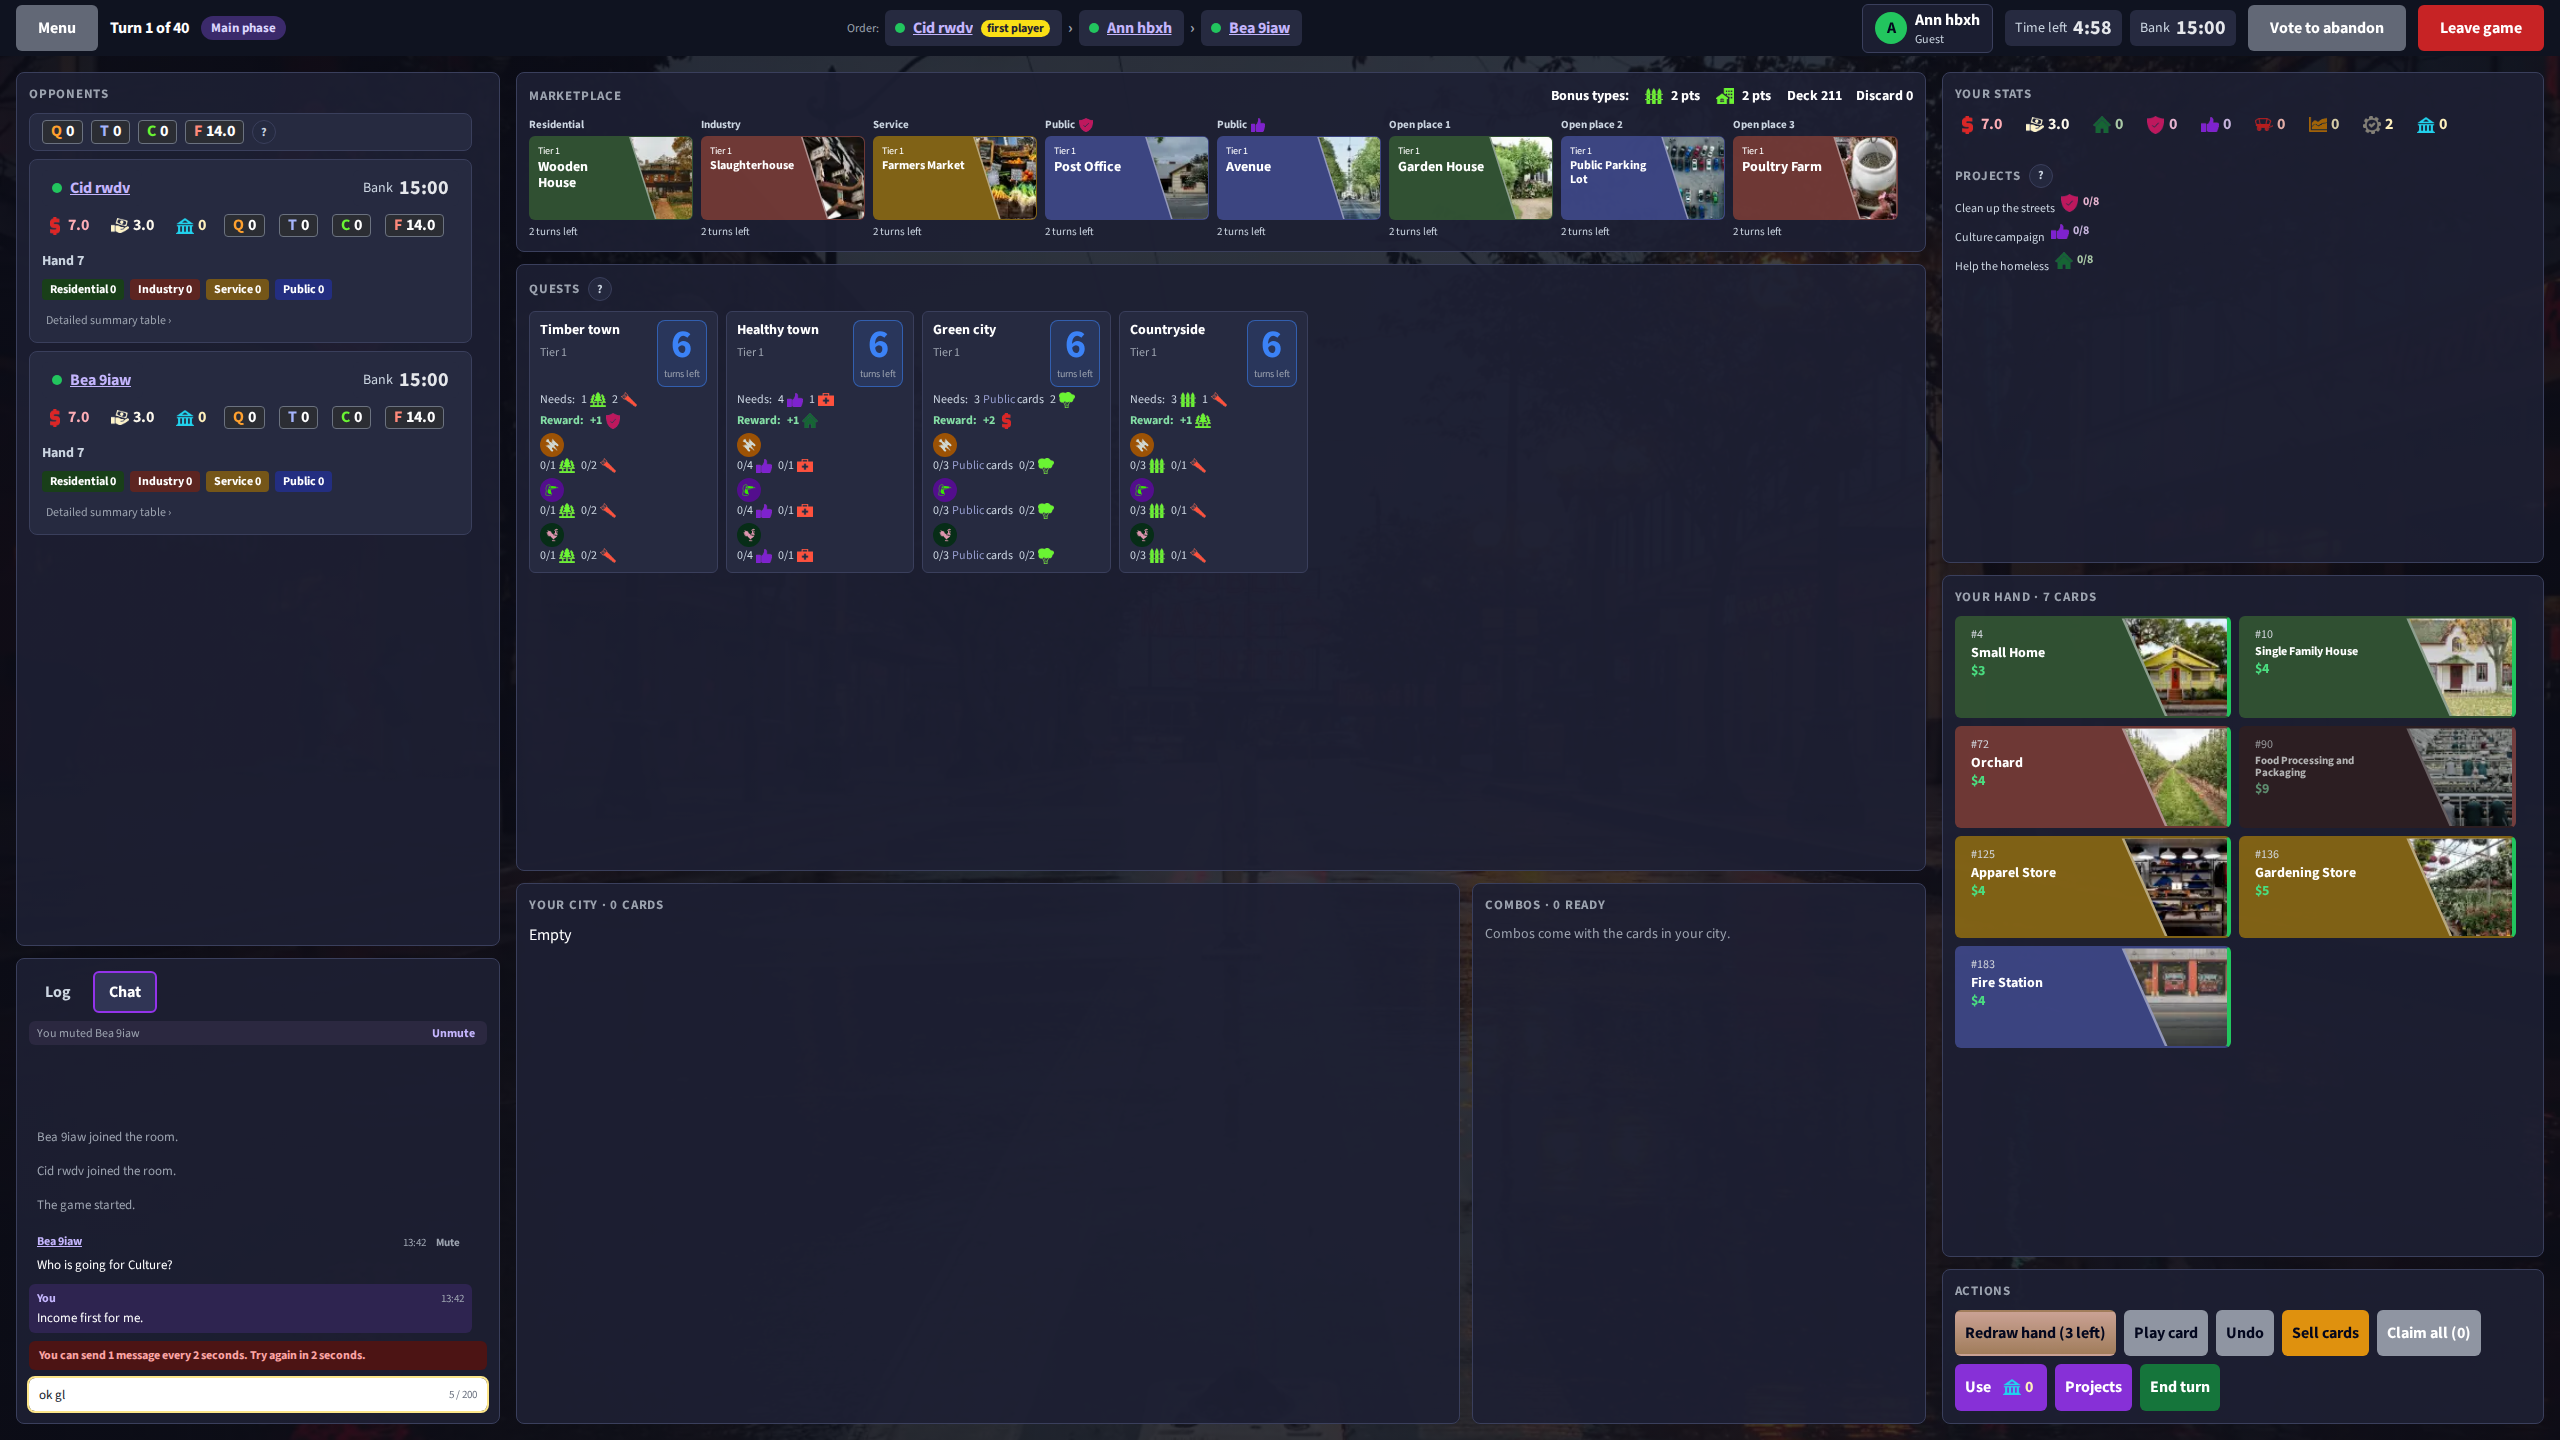 Menu
Turn 1 of 40
Main phase
Order:
Cid rwdv
first player
›
Ann hbxh
›
Bea 9iaw
A
Ann hbxh
Guest
Time left 4:58
Bank 15:00
Vote to abandon
Leave game
OPPONENTS
Q 0
T 0
C 0
F 14.0
?
Cid rwdv
Bank 15:00
7.0
3.0
0
Q 0
T 0
C 0
F 14.0
Hand 7
Residential 0
Industry 0
Service 0
Public 0
Detailed summary table ›
Bea 9iaw
Bank 15:00
7.0
3.0
0
Q 0
T 0
C 0
F 14.0
Hand 7
Residential 0
Industry 0
Service 0
Public 0
Detailed summary table ›
Log
Chat
You muted Bea 9iaw
Unmute
Bea 9iaw joined the room.
Cid rwdv joined the room.
The game started.
Bea 9iaw
13:42
Mute
Who is going for Culture?
You
13:42
Income first for me.
You can send 1 message every 2 seconds. Try again in 2 seconds.
ok gl
5 / 200
MARKETPLACE
Bonus types:
2 pts
2 pts
Deck 211
Discard 0
Residential
Tier 1
Wooden
House
2 turns left
Industry
Tier 1
Slaughterhouse
2 turns left
Service
Tier 1
Farmers Market
2 turns left
Public
Tier 1
Post Office
2 turns left
Public
Tier 1
Avenue
2 turns left
Open place 1
Tier 1
Garden House
2 turns left
Open place 2
Tier 1
Public Parking
Lot
2 turns left
Open place 3
Tier 1
Poultry Farm
2 turns left
QUESTS
?
Timber town
Tier 1
6
turns left
Needs: 1 2
Reward: +1
0/1 0/2
0/1 0/2
0/1 0/2
Healthy town
Tier 1
6
turns left
Needs: 4 1
Reward: +1
0/4 0/1
0/4 0/1
0/4 0/1
Green city
Tier 1
6
turns left
Needs: 3 Public cards 2
Reward: +2
0/3 Public cards 0/2
0/3 Public cards 0/2
0/3 Public cards 0/2
Countryside
Tier 1
6
turns left
Needs: 3 1
Reward: +1
0/3 0/1
0/3 0/1
0/3 0/1
YOUR CITY · 0 CARDS
Empty
COMBOS · 0 READY
Combos come with the cards in your city.
YOUR STATS
7.0
3.0
0
0
0
0
0
2
0
PROJECTS
?
Clean up the streets 0/8
Culture campaign 0/8
Help the homeless 0/8
YOUR HAND · 7 CARDS
#4
Small Home
$3
#10
Single Family House
$4
#72
Orchard
$4
#90
Food Processing and
Packaging
$9
#125
Apparel Store
$4
#136
Gardening Store
$5
#183
Fire Station
$4
ACTIONS
Redraw hand (3 left)
Play card
Undo
Sell cards
Claim all (0)
Use 0
Projects
End turn